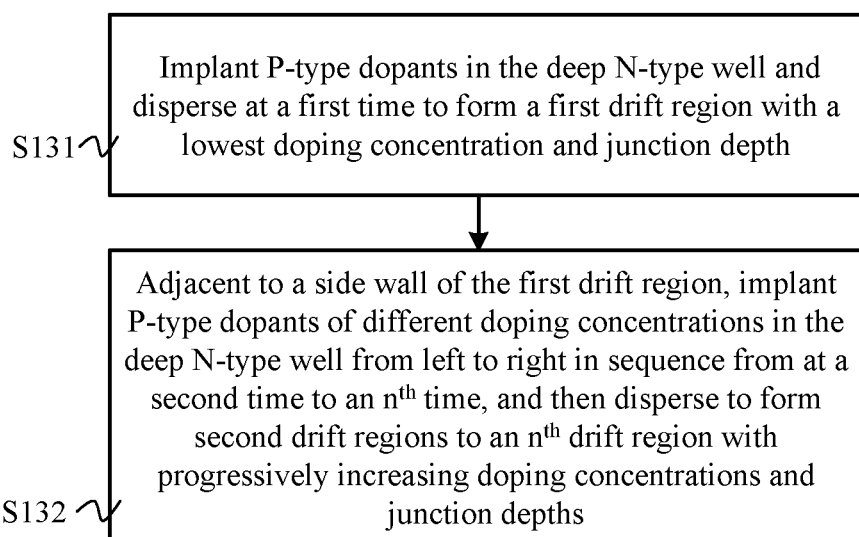 Implant P-type dopants in the deep N-type well and
disperse at a first time to form a first drift region with a
lowest doping concentration and junction depth
S131
Adjacent to a side wall of the first drift region, implant
P-type dopants of different doping concentrations in the
deep N-type well from left to right in sequence from at a
second time to an nth time, and then disperse to form
second drift regions to an nth drift region with
progressively increasing doping concentrations and
junction depths
S132